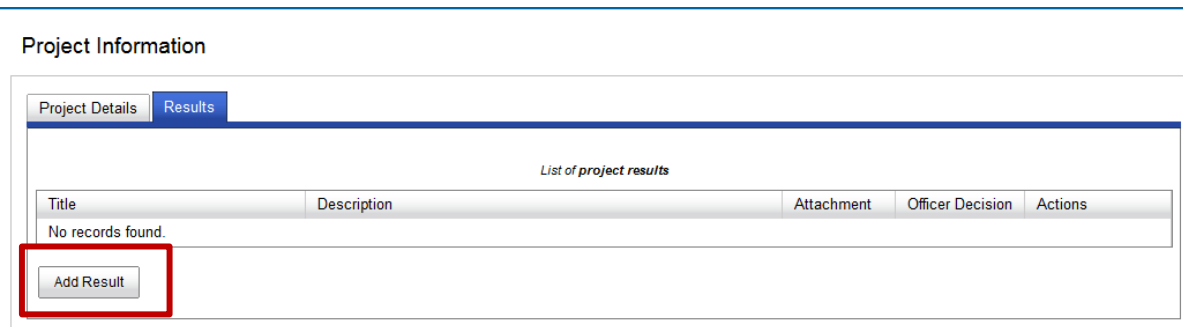 Project Information
Project Details Results
List of project results
Title Description Attachment Officer Decision Actions
No records found.
Add Result